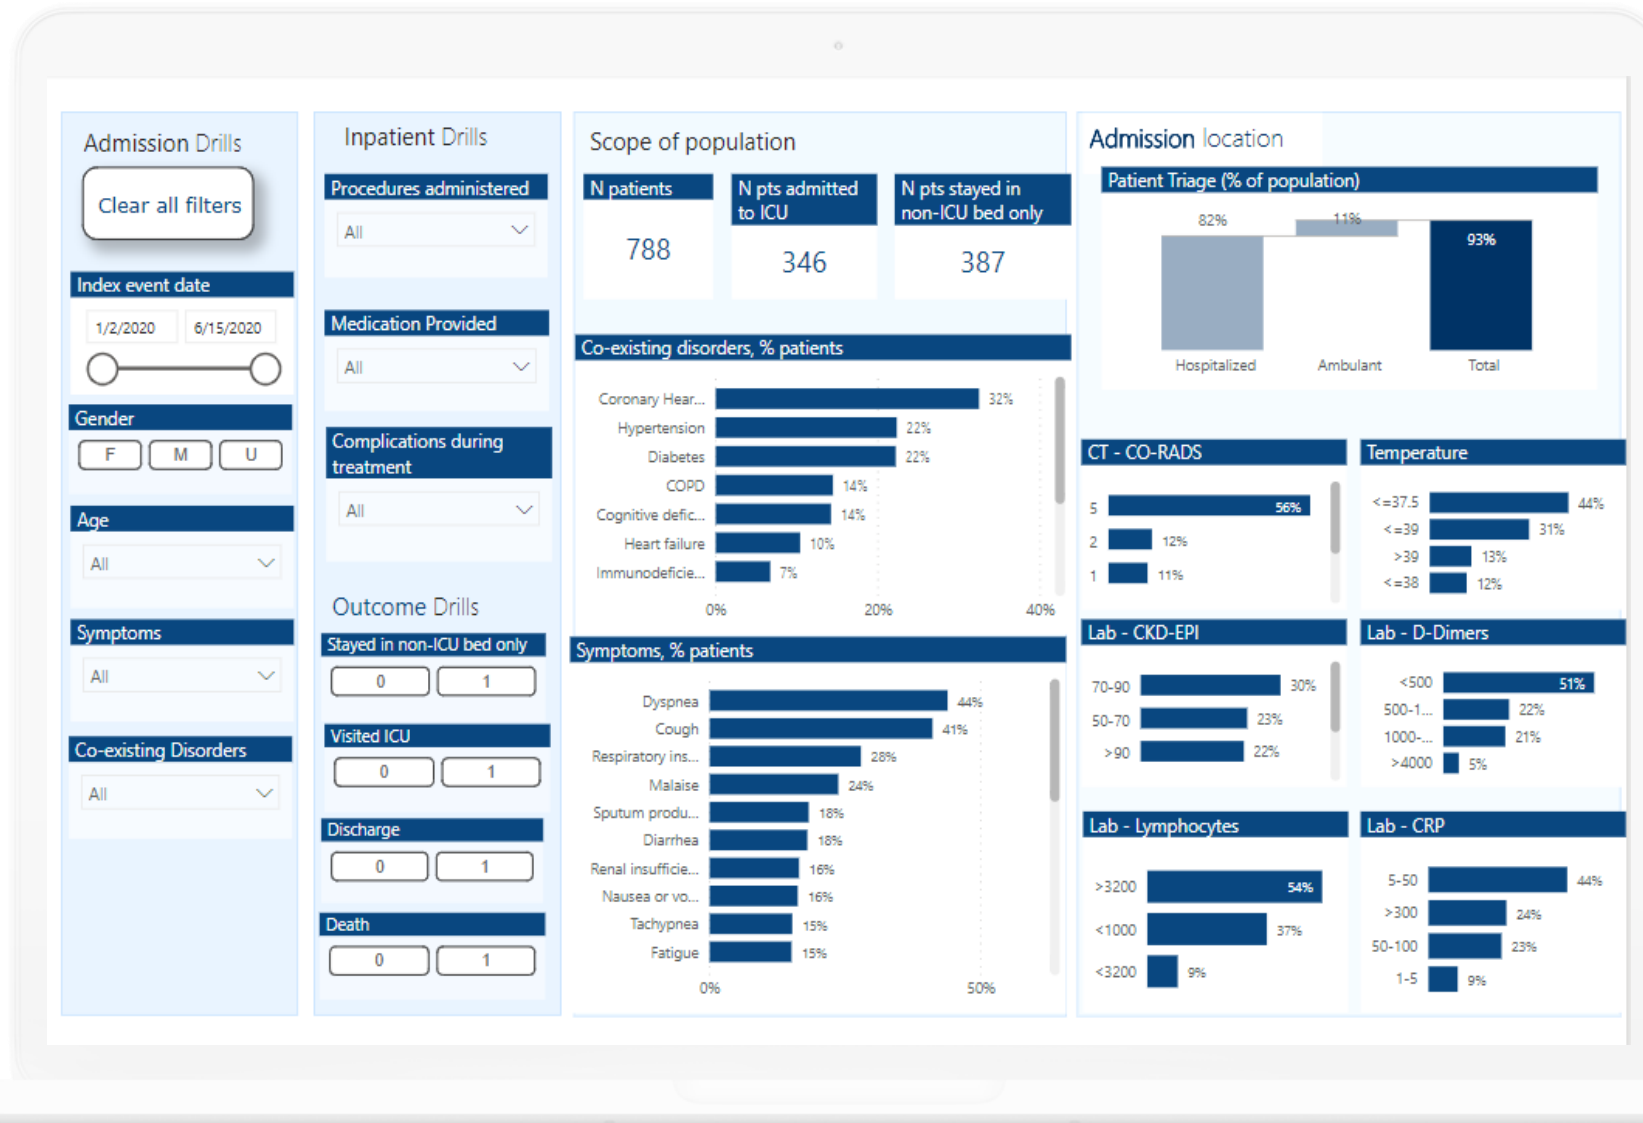 Admission Drills
Clear all filters
Index event date
1/2/2020 6/15/2020
Gender
F M U
Age
All
Symptoms
All
Co-existing Disorders
All
Inpatient Drills
Procedures administered
All
Medication Provided
All
Complications during
treatment
All
Outcome Drills
Stayed in non-ICU bed only
0 1
Visited ICU
0 1
Discharge
0 1
Death
0 1
Scope of population
N patients
788
N pts admitted
to ICU
346
N pts stayed in
non-ICU bed only
387
Co-existing disorders, % patients
Coronary Hear... 32%
Hypertension 22%
Diabetes 22%
COPD 14%
Cognitive defic... 14%
Heart failure 10%
Immunodeficie... 7%
0% 20% 40%
Symptoms, % patients
Dyspnea 44%
Cough 41%
Respiratory ins... 28%
Malaise 24%
Sputum produ... 18%
Diarrhea 18%
Renal insufficie... 16%
Nausea or vo... 16%
Tachypnea 15%
Fatigue 15%
0% 50%
Admission location
Patient Triage (% of population)
82% 11% 93%
Hospitalized Ambulant Total
CT - CO-RADS
5 56%
2 12%
1 11%
Temperature
<=37.5 44%
<=39 31%
>39 13%
<=38 12%
Lab - CKD-EPI
70-90 30%
50-70 23%
>90 22%
Lab - D-Dimers
<500 51%
500-1... 22%
1000-... 21%
>4000 5%
Lab - Lymphocytes
>3200 54%
<1000 37%
<3200 9%
Lab - CRP
5-50 44%
>300 24%
50-100 23%
1-5 9%